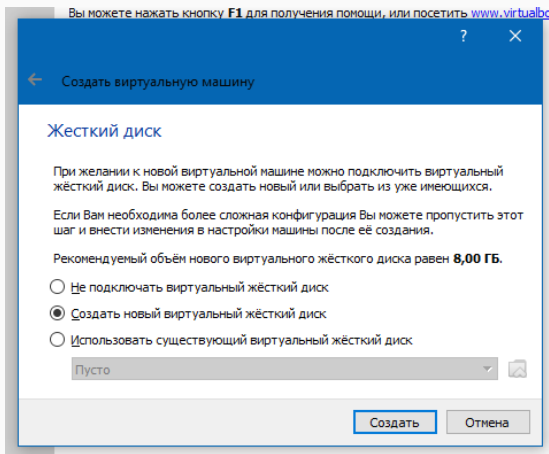 Вы можете нажать кнопку F1 для получения помощи, или посетить
?
Создать виртуальную машину
Жесткий диск
При желании к новой виртуальной машине можно подключить виртуальный
жёсткий диск. Вы можете создать новый или выбрать из уже имеющихся.
Если Вам необходима более сложная конфигурация Вы можете пропустить этот
шаг и внести изменения в настройки машины после её создания.
Рекомендуемый объём нового виртуального жёсткого диска равен 8,00 ГБ.
Не подключать виртуальный жёсткий диск
Создать новый виртуальный жёсткий диск
Использовать существующий виртуальный жёсткий диск
Пусто
Создать Отмена